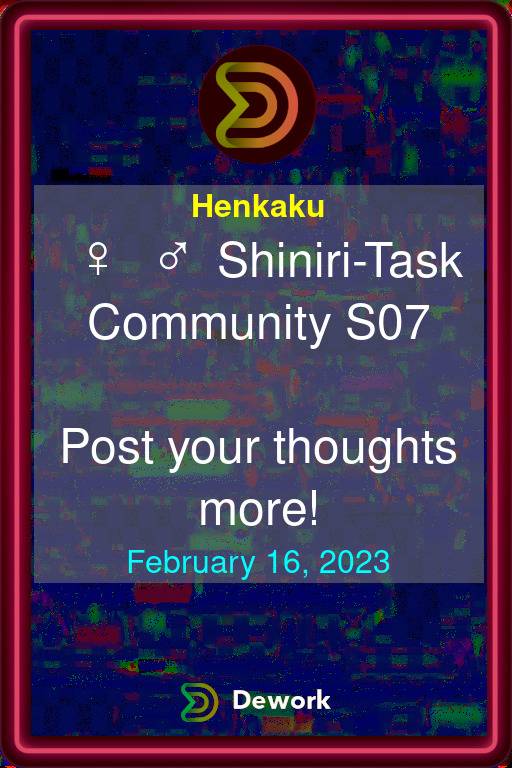 Henkaku
♀ ♂ Shiniri-Task
Community S07
Post your thoughts
more!
February 16, 2023
Dework